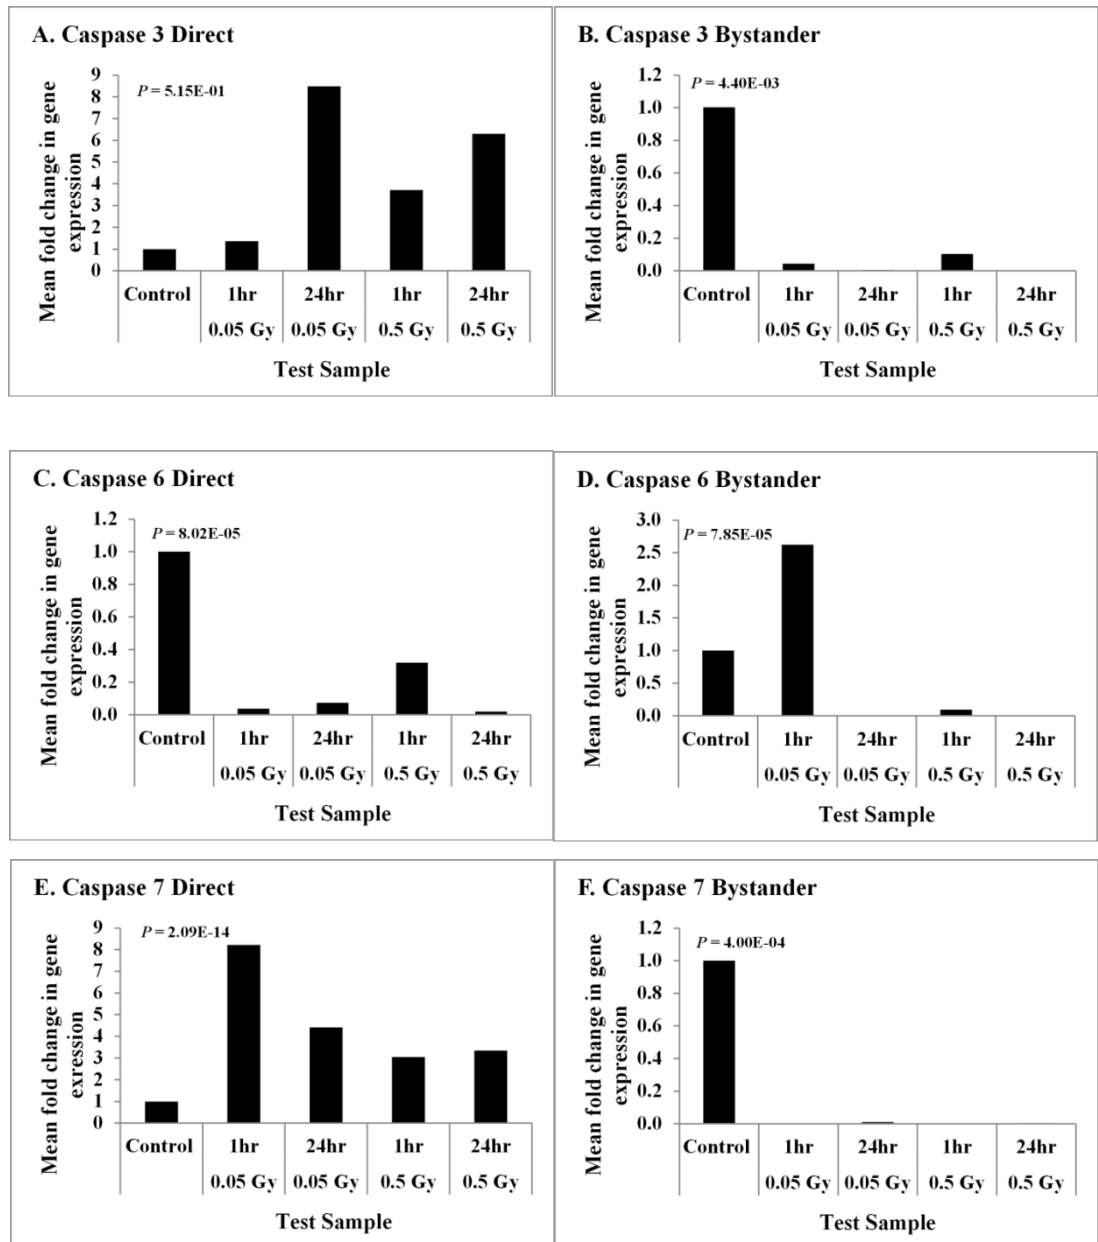 A. Caspase 3 Direct
Mean fold change in gene
expression
P = 5.15E-01
9
8
7
6
5
4
3
2
1
0
Control 1hr 24hr 1hr 24hr
0.05 Gy 0.05 Gy 0.5 Gy 0.5 Gy
Test Sample
B. Caspase 3 Bystander
Mean fold change in gene
expression
P = 4.40E-03
1.2
1.0
0.8
0.6
0.4
0.2
0.0
Control 1hr 24hr 1hr 24hr
0.05 Gy 0.05 Gy 0.5 Gy 0.5 Gy
Test Sample
C. Caspase 6 Direct
Mean fold change in gene
expression
P = 8.02E-05
1.2
1.0
0.8
0.6
0.4
0.2
0.0
Control 1hr 24hr 1hr 24hr
0.05 Gy 0.05 Gy 0.5 Gy 0.5 Gy
Test Sample
D. Caspase 6 Bystander
Mean fold change in gene
expression
P = 7.85E-05
3.0
2.5
2.0
1.5
1.0
0.5
0.0
Control 1hr 24hr 1hr 24hr
0.05 Gy 0.05 Gy 0.5 Gy 0.5 Gy
Test Sample
E. Caspase 7 Direct
Mean fold change in gene
exression
P = 2.09E-14
9
8
7
6
5
4
3
2
1
0
Control 1hr 24hr 1hr 24hr
0.05 Gy 0.05 Gy 0.5 Gy 0.5 Gy
Test Sample
F. Caspase 7 Bystander
Mean fold change in gene
expression
P = 4.00E-04
1.2
1.0
0.8
0.6
0.4
0.2
0.0
Control 1hr 24hr 1hr 24hr
0.05 Gy 0.05 Gy 0.5 Gy 0.5 Gy
Test Sample